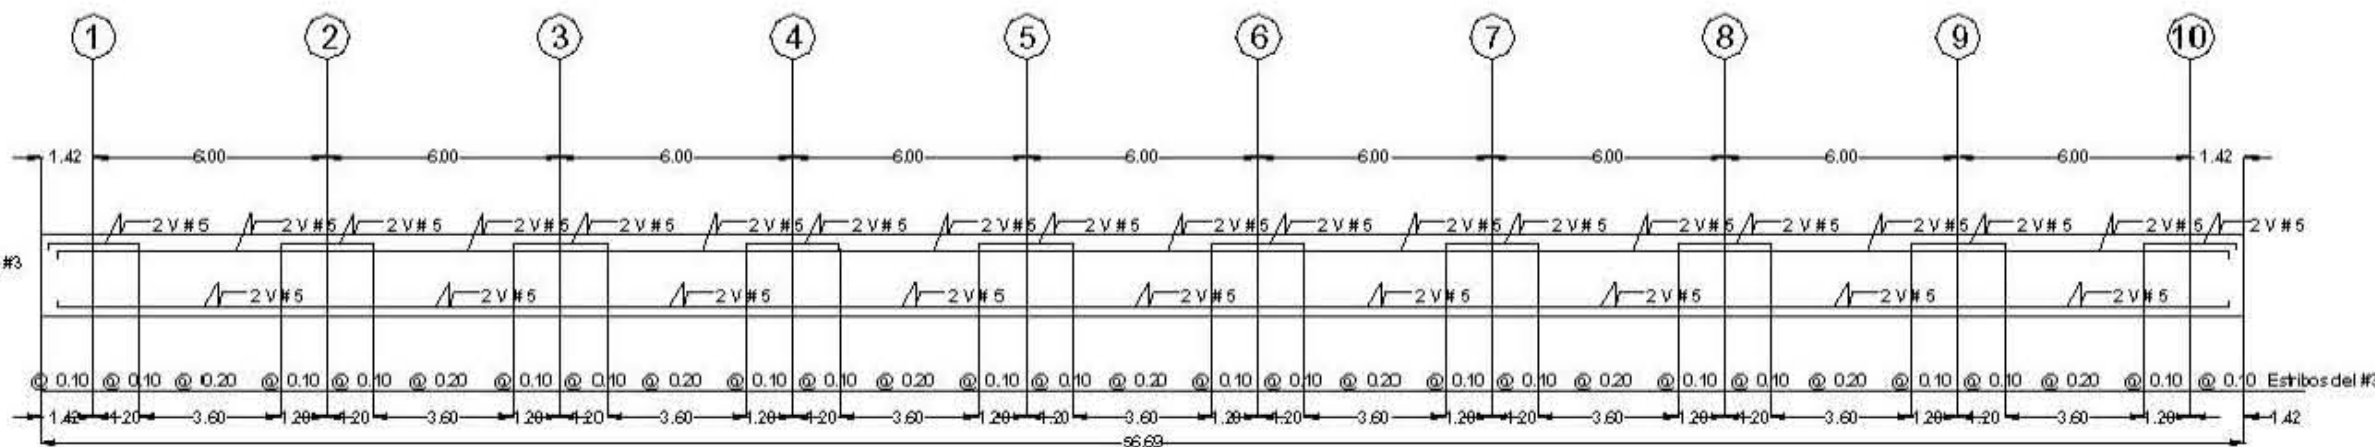 1 2 3 4 5 6 7 8 9 10
1.42 6.00 6.00 6.00 6.00 6.00 6.00 6.00 6.00 6.00 1.42
2 V # 5 2 V # 5 2 V # 5 2 V # 5 2 V # 5 2 V # 5 2 V # 5 2 V # 5 2 V # 5 2 V # 5 2 V # 5 2 V # 5 2 V # 5 2 V # 5 2 V # 5 2 V # 5 2 V # 5 2 V # 5 2 V # 5
#3
2 V # 5 2 V # 5 2 V # 5 2 V # 5 2 V # 5 2 V # 5 2 V # 5 2 V # 5 2 V # 5
@ 0.10 @ 0.10 @ 0.20 @ 0.10 @ 0.10 @ 0.20 @ 0.10 @ 0.10 @ 0.20 @ 0.10 @ 0.10 @ 0.20 @ 0.10 @ 0.10 @ 0.20 @ 0.10 @ 0.10 @ 0.20 @ 0.10 @ 0.10 @ 0.20 @ 0.10 @ 0.10 @ 0.20 @ 0.10 @ 0.10 @ 0.20 @ 0.10 @ 0.10 Estribos del #3
1.42 1.20 3.60 1.20 1.20 3.60 1.20 1.20 3.60 1.20 1.20 3.60 1.20 1.20 3.60 1.20 1.20 3.60 1.20 1.20 3.60 1.20 1.20 3.60 1.20 1.20 3.60 1.20 1.42
56.69